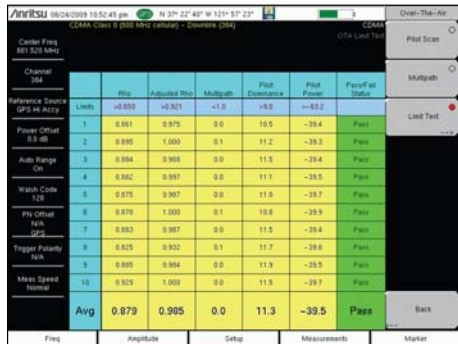 Anritsu 06/24/2009 10:52:45 pm GPS N 37° 22' 40" W 121° 57' 23"
Over-The-Air
CDMA Class 0 (800 MHz cellular) - Downlink (384)
CDMA
OTA Limit Test
Center Freq
881.520 MHz
Channel
384
Reference Source
GPS Hi Accy
Power Offset
0.0 dB
Auto Range
On
Walsh Code
128
PN Offset
N/A
GPS
Trigger Polarity
N/A
Meas Speed
Normal
Rho Adjusted Rho Multipath Pilot Dominance Pilot Power Pass/Fail Status
Limits >0.850 >0.921 <1.0 >9.0
1 0.975 0.0 10.5 -39.4 Pass
2 0.895 1.000 0.1 11.2 -39.3 Pass
3 0.884 0.0 11.5 -39.4 Pass
4 0.882 0.997 0.0 11.1 -39.5 Pass
5 0.875 0.987 0.0 11.0 -39.7 Pass
6 0.878 1.000 0.1 10.8 -39.9 Pass
7 0.883 0.987 0.0 11.5 -39.4 Pass
8 0.825 0.932 0.1 11.7 -39.6 Pass
9 0.885 0.984 0.0 11.9 -39.5 Pass
10 0.929 1.000 0.0 11.5 -39.7 Pass
Avg 0.879 0.985 0.0 11.3 -39.5 Pass
Pilot Scan
Multipath
Limit Test
Back
Freq Amplitude Setup Measurements Marker